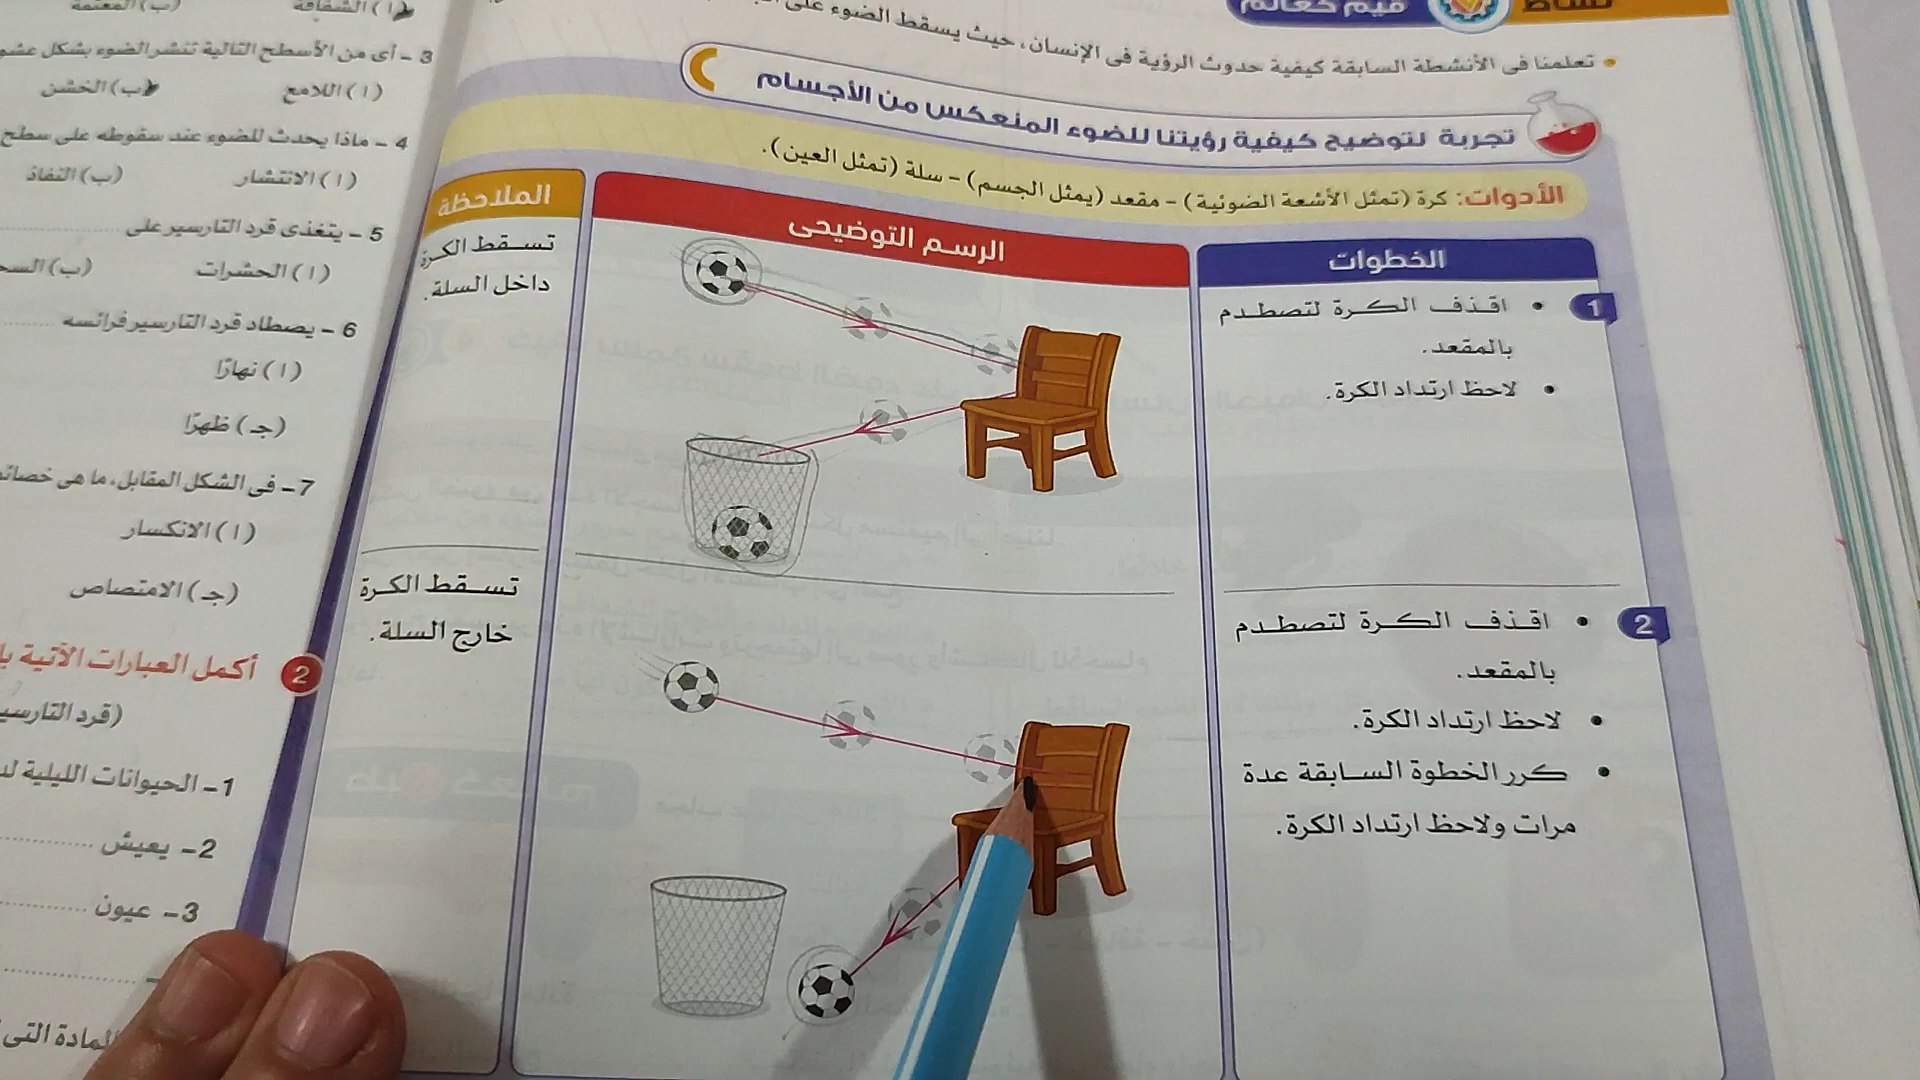 نشاط
قيم كعالم
تعلمنا فى الأنشطة السابقة كيفية حدوث الرؤية فى الإنسان، حيث يسقط الضوء على
تجربة لتوضيح كيفية رؤيتنا للضوء المنعكس من الأجسام
الأدوات: كرة (تمثل الأشعة الضوئية) – مقعد (يمثل الجسم) – سلة (تمثل العين).
الخطوات
الرسم التوضيحى
الملاحظة
1
• اقذف الكرة لتصطدم
بالمقعد.
• لاحظ ارتداد الكرة.
تسقط الكرة
داخل السلة.
2
• اقذف الكرة لتصطدم
بالمقعد.
• لاحظ ارتداد الكرة.
• كرر الخطوة السابقة عدة
مرات ولاحظ ارتداد الكرة.
تسقط الكرة
خارج السلة.
(ا) الشفافة (ب) المعتمة
3 – أى من الأسطح التالية تنشر الضوء بشكل
(ا) اللامع (ب) الخشن
4 – ماذا يحدث للضوء عند سقوطه على سطح
(ا) الانتشار (ب) النفاذ
5 – يتغذى قرد التارسير على
(ا) الحشرات (ب)
6 – يصطاد قرد التارسير فرائسه
(ا) نهارًا
(جـ) ظهرًا
7 – فى الشكل المقابل، ما هى
(ا) الانكسار
(جـ) الامتصاص
2 أكمل العبارات الآتية
(قرد التارسير
1 – الحيوانات الليلية
2 – يعيش
3 – عيون
للمادة التى